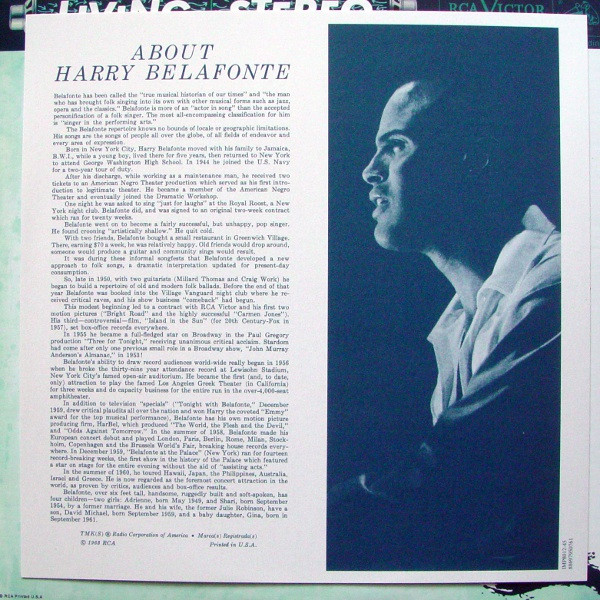 LIVING STEREO
RCA VICTOR
ABOUT
HARRY BELAFONTE
Belafonte has been called the "true musical historian of our times" and "the man
who has brought folk singing into its own with other musical forms such as jazz,
opera and the classics." Belafonte is more of an "actor in song" than the accepted
personification of a folk singer. The most all-encompassing classification for him
is "singer in the performing arts."
The Belafonte repertoire knows no bounds of locale or geographic limitations.
His songs are the songs of people all over the globe, of all fields of endeavor and
every area of expression.
Born in New York City, Harry Belafonte moved with his family to Jamaica,
B.W.I., while a young boy, lived there for five years, then returned to New York
to attend George Washington High School. In 1944 he joined the U.S. Navy
for a two-year tour of duty.
After his discharge, while working as a maintenance man, he received two
tickets to an American Negro Theater production which served as his first intro-
duction to legitimate theater. He became a member of the American Negro
Theater and eventually joined the Dramatic Workshop.
One night he was asked to sing "just for laughs" at the Royal Roost, a New
York night club. Belafonte did, and was signed to an original two-week contract
which ran for twenty weeks.
Belafonte went on to become a fairly successful, but unhappy, pop singer.
He found crooning "artistically shallow." He quit cold.
With two friends, Belafonte bought a small restaurant in Greenwich Village.
There, earning $70 a week, he was relatively happy. Old friends would drop around,
someone would produce a guitar and community sings would result.
It was during these informal songfests that Belafonte developed a new
approach to folk songs, a dramatic interpretation updated for present-day
consumption.
So, late in 1950, with two guitarists (Millard Thomas and Craig Work) he
began to build a repertoire of old and modern folk ballads. Before the end of that
year Belafonte was booked into the Village Vanguard night club where he re-
ceived critical raves, and his show business "comeback" had begun.
This modest beginning led to a contract with RCA Victor and his first two
motion pictures ("Bright Road" and the highly successful "Carmen Jones").
His third—controversial—film, "Island in the Sun" (for 20th Century-Fox in
1957), set box-office records everywhere.
In 1955 he became a full-fledged star on Broadway in the Paul Gregory
production "Three for Tonight," receiving unanimous critical acclaim. Stardom
had come after only one previous small role in a Broadway show, "John Murray
Anderson's Almanac," in 1953!
Belafonte's ability to draw record audiences world-wide really began in 1956
when he broke the thirty-nine year attendance record at Lewisohn Stadium,
New York City's famed open-air auditorium. He became the first (and, to date,
only) attraction to play the famed Los Angeles Greek Theater (in California)
for three weeks and do capacity business for the entire run in the over-4,000-seat
amphitheater.
In addition to television "specials" ("Tonight with Belafonte," December
1959, drew critical plaudits all over the nation and won Harry the coveted "Emmy"
award for the top musical performance), Belafonte has his own motion picture
producing firm, HarBel, which produced "The World, the Flesh and the Devil,"
and "Odds Against Tomorrow." In the summer of 1958, Belafonte made his
European concert debut and played London, Paris, Berlin, Rome, Milan, Stock-
holm, Copenhagen and the Brussels World's Fair, breaking house records every-
where. In December 1959, "Belafonte at the Palace" (New York) ran for fourteen
record-breaking weeks, the first show in the history of the Palace which featured
a star on stage for the entire evening without the aid of "assisting acts."
In the summer of 1960, he toured Hawaii, Japan, the Philippines, Australia,
Israel and Greece. He is now regarded as the foremost concert attraction in the
world, as proven by critics, audiences and box-office results.
Belafonte, over six feet tall, handsome, ruggedly built and soft-spoken, has
four children—two girls: Adrienne, born May 1949, and Shari, born September
1954, by a former marriage. He and his wife, the former Julie Robinson, have a
son, David Michael, born September 1959, and a baby daughter, Gina, born in
September 1961.
TMK(S) ® Radio Corporation of America • Marca(s) Registrada(s)
© 1968 RCA Printed in U.S.A.
© RCA Printed in U.S.A.